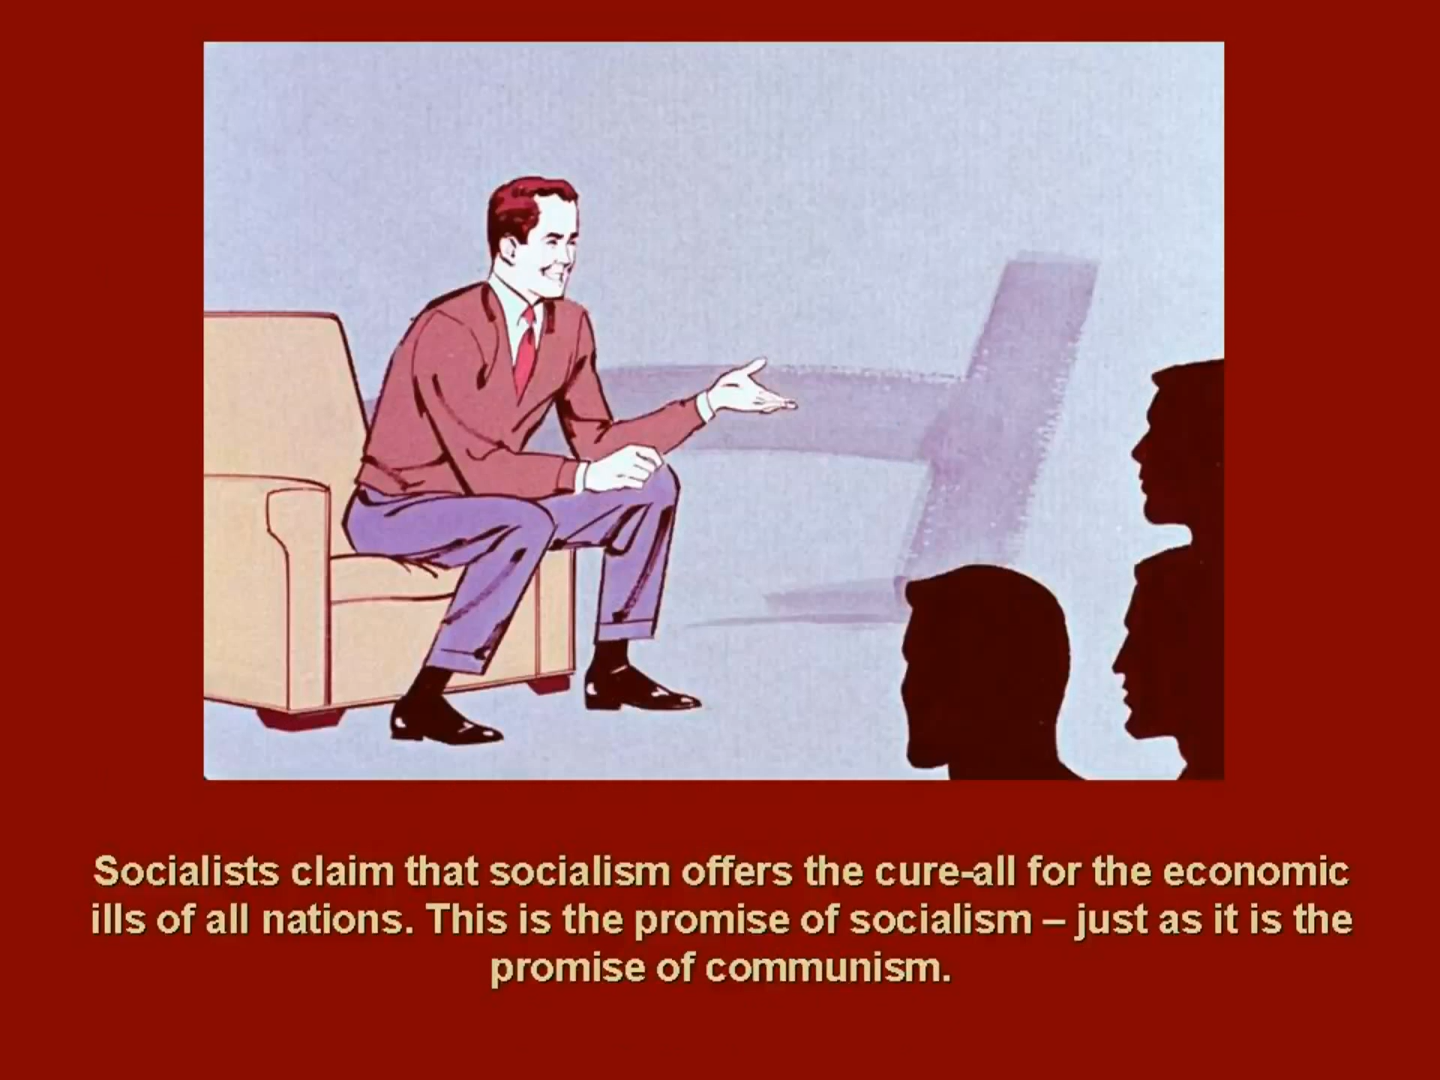 Socialists claim that socialism offers the cure-all for the economic
ills of all nations. This is the promise of socialism – just as it is the
promise of communism.